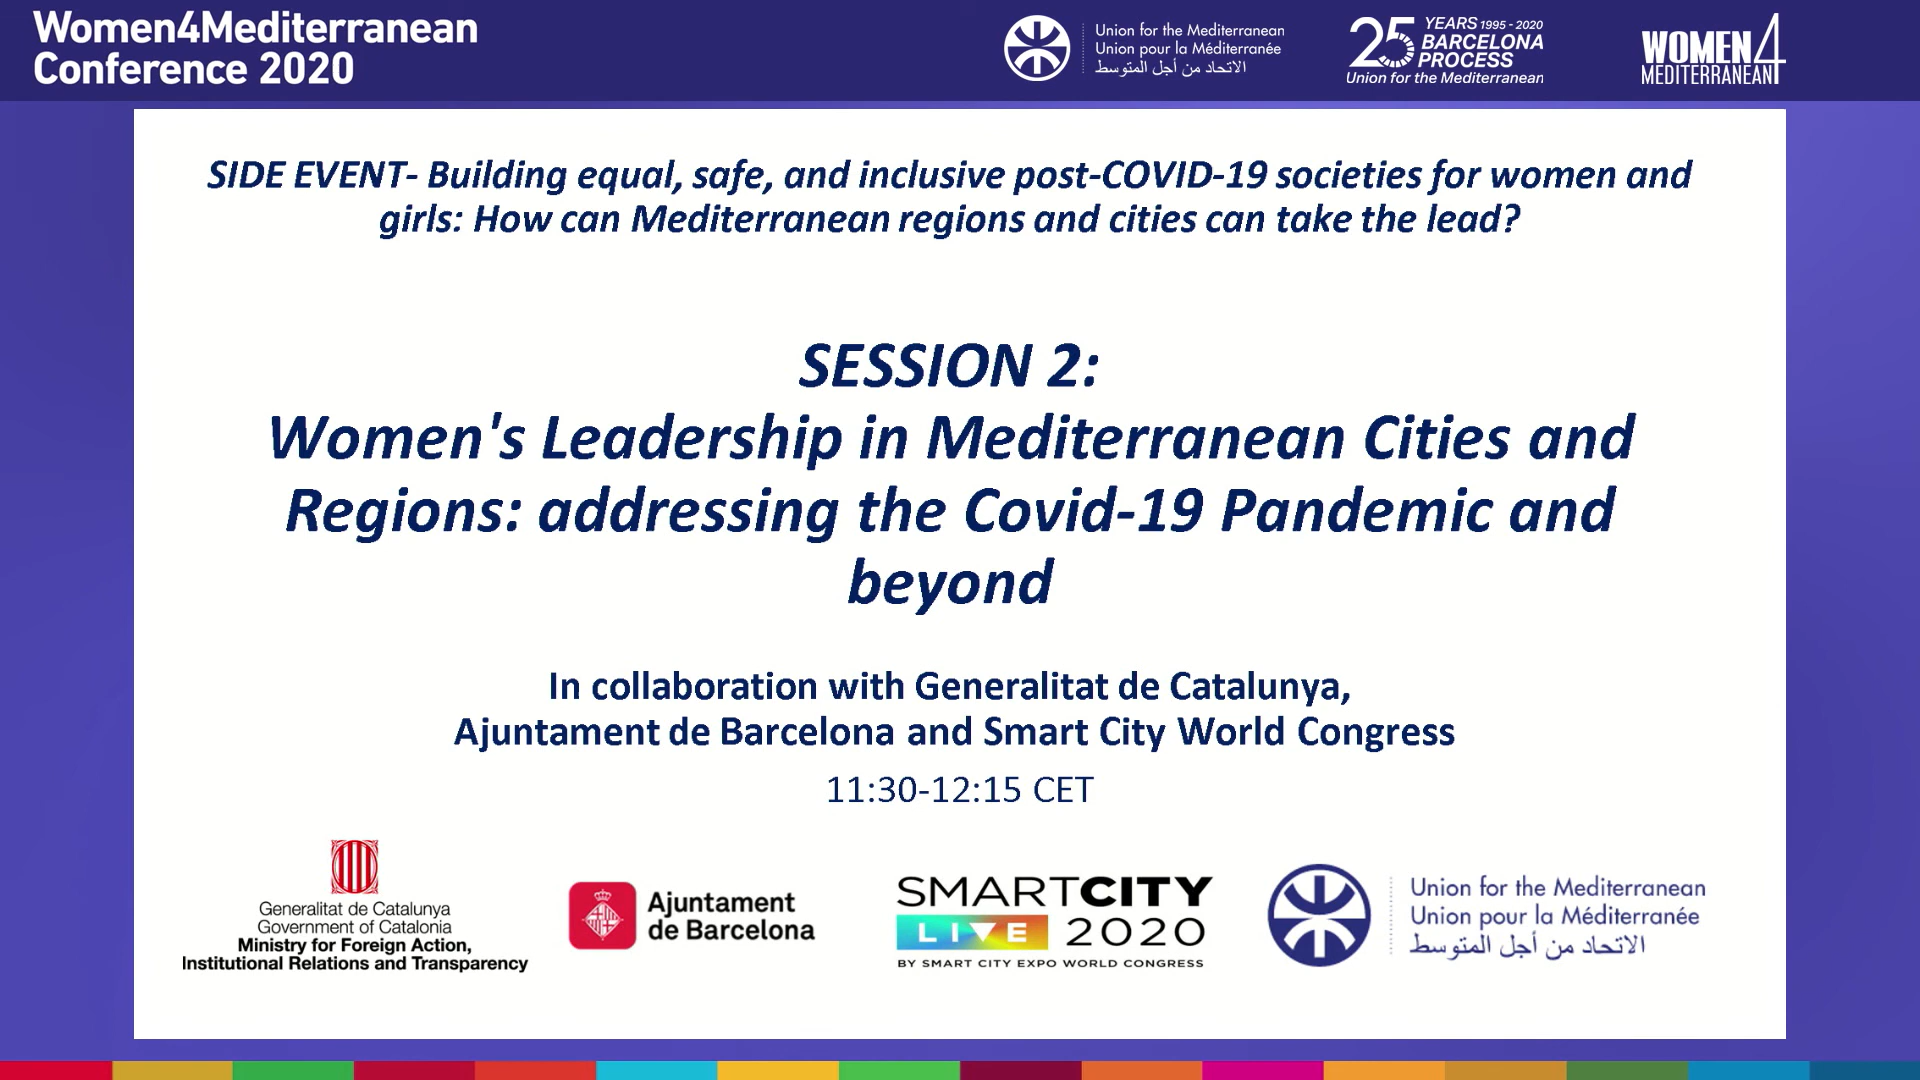 Women4Mediterranean
Conference 2020
Union for the Mediterranean
Union pour la Méditerranée
الاتحاد من أجل المتوسط
25 YEARS 1995 - 2020
BARCELONA
PROCESS
Union for the Mediterranean
WOMEN4
MEDITERRANEAN
SIDE EVENT- Building equal, safe, and inclusive post-COVID-19 societies for women and
girls: How can Mediterranean regions and cities can take the lead?
SESSION 2:
Women's Leadership in Mediterranean Cities and
Regions: addressing the Covid-19 Pandemic and
beyond
In collaboration with Generalitat de Catalunya,
Ajuntament de Barcelona and Smart City World Congress
11:30-12:15 CET
Generalitat de Catalunya
Government of Catalonia
Ministry for Foreign Action,
Institutional Relations and Transparency
Ajuntament
de Barcelona
SMARTCITY
LIVE 2020
BY SMART CITY EXPO WORLD CONGRESS
Union for the Mediterranean
Union pour la Méditerranée
الاتحاد من أجل المتوسط